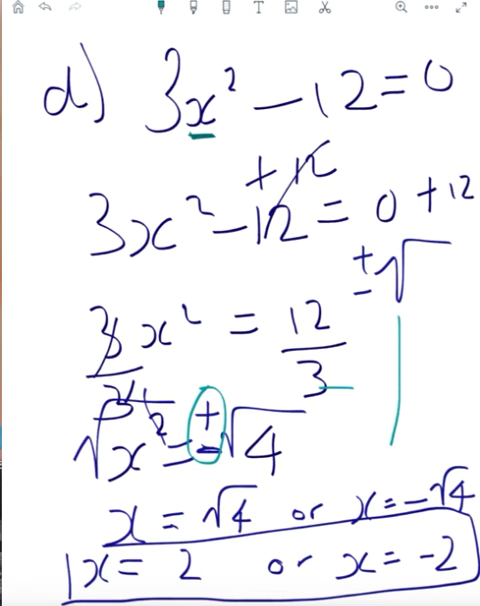 d) 3x² - 12 = 0
+ 12
3x² - 12 = 0 + 12
± √
3x² = 12
3 3
√x² = ± √4
x = √4 or x = -√4
x = 2 or x = -2